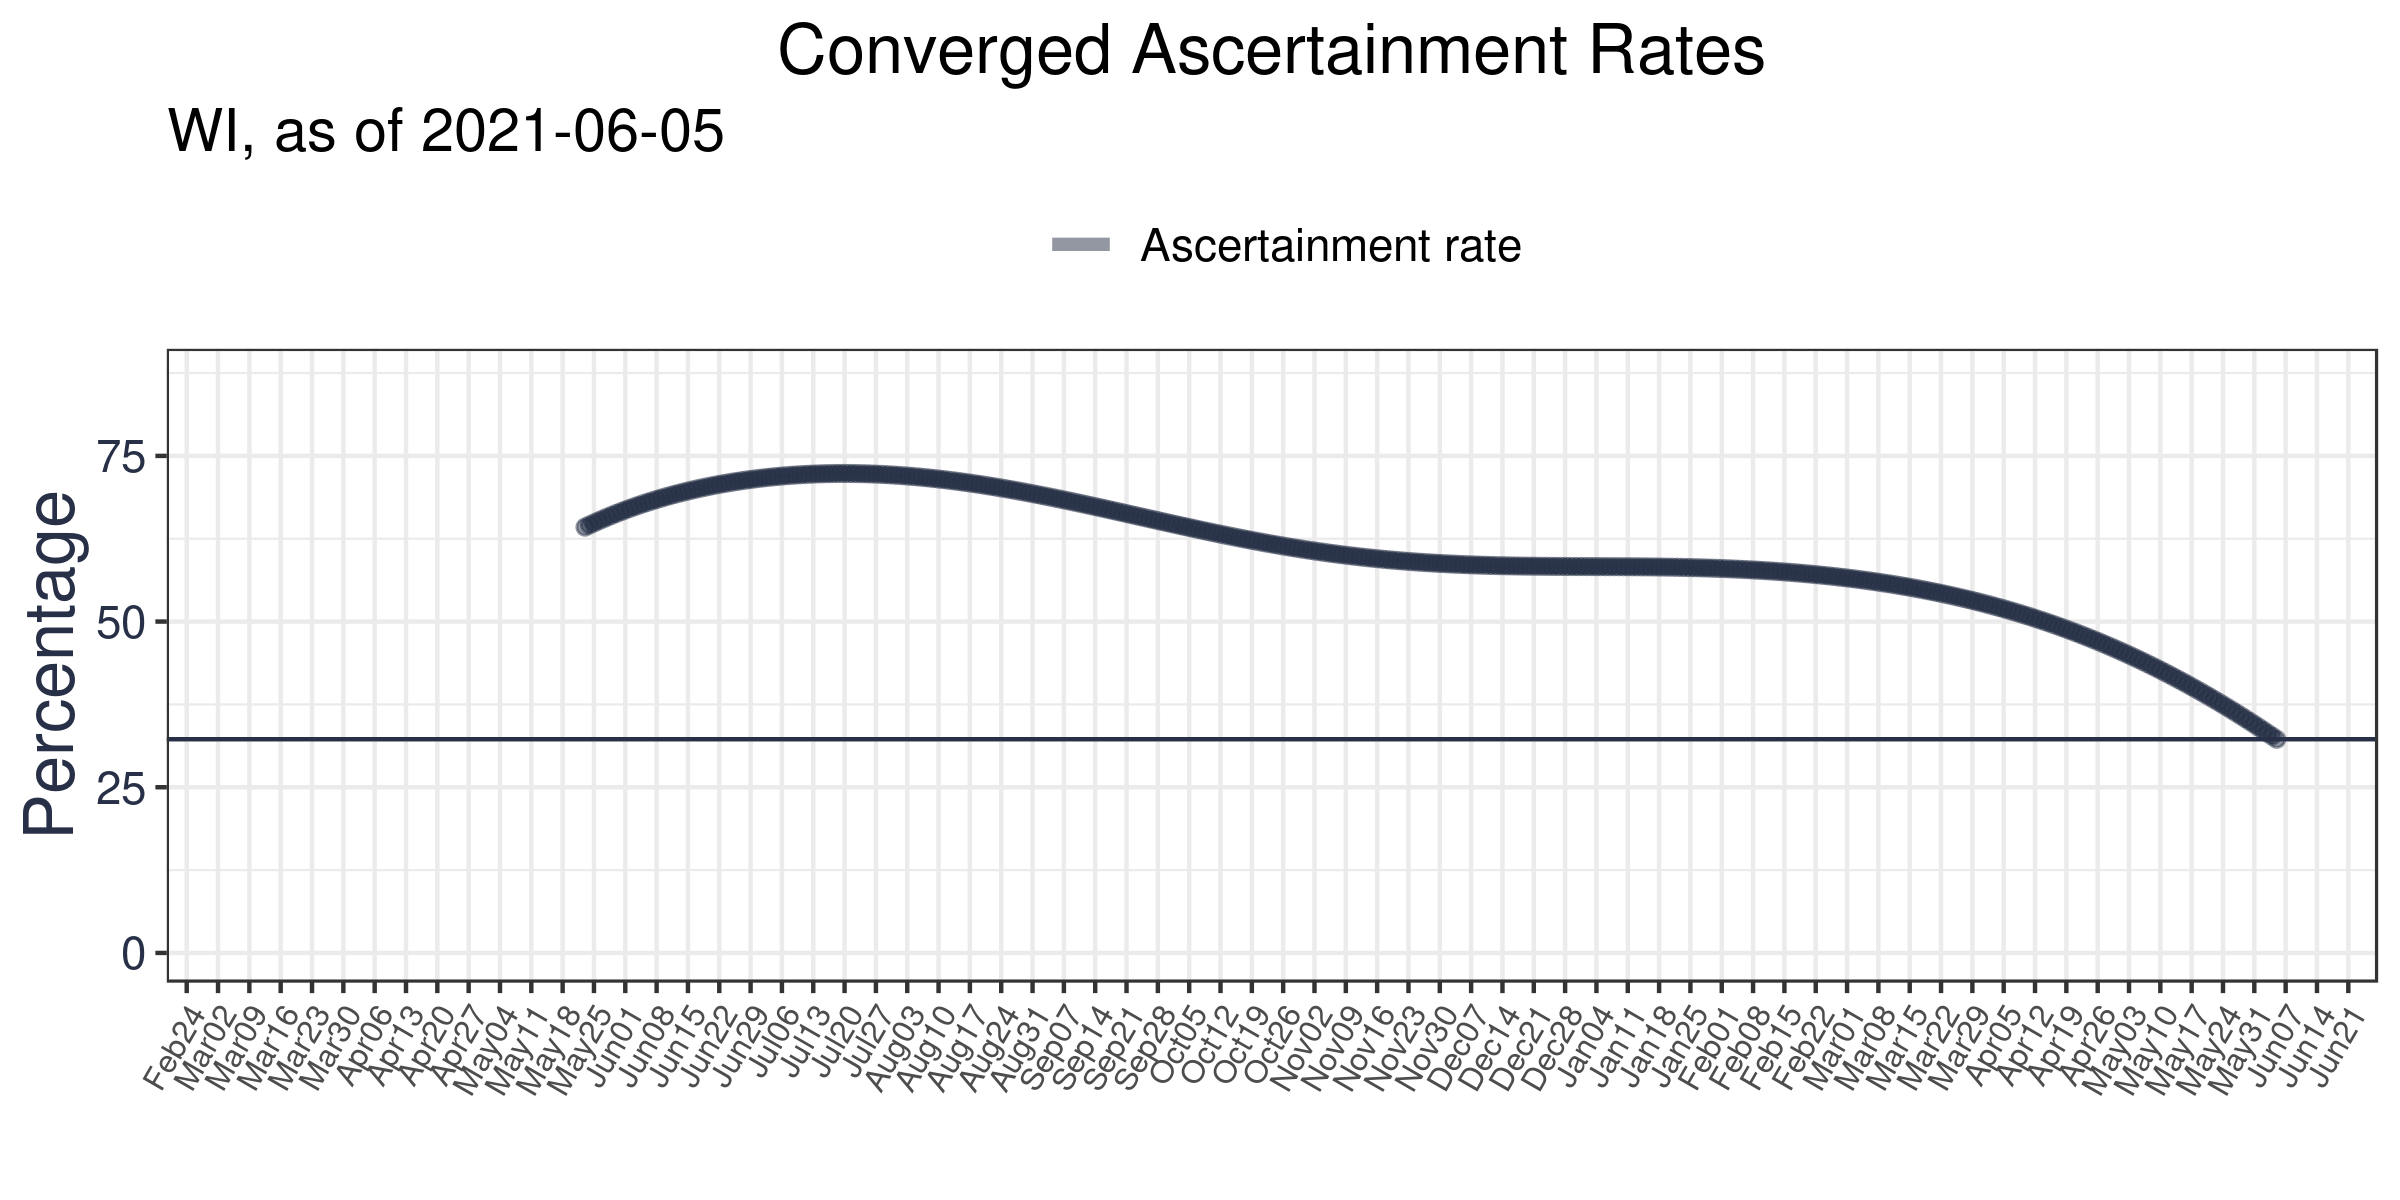 Converged Ascertainment Rates
WI, as of 2021-06-05
Ascertainment rate
Percentage
75
50
25
0
Feb24 Mar02 Mar09 Mar16 Mar23 Mar30 Apr06 Apr13 Apr20 Apr27 May04 May11 May18 May25 Jun01 Jun08 Jun15 Jun22 Jun29 Jul06 Jul13 Jul20 Jul27 Aug03 Aug10 Aug17 Aug24 Aug31 Sep07 Sep14 Sep21 Sep28 Oct05 Oct12 Oct19 Oct26 Nov02 Nov09 Nov16 Nov23 Nov30 Dec07 Dec14 Dec21 Dec28 Jan04 Jan11 Jan18 Jan25 Feb01 Feb08 Feb15 Feb22 Mar01 Mar08 Mar15 Mar22 Mar29 Apr05 Apr12 Apr19 Apr26 May03 May10 May17 May24 May31 Jun07 Jun14 Jun21